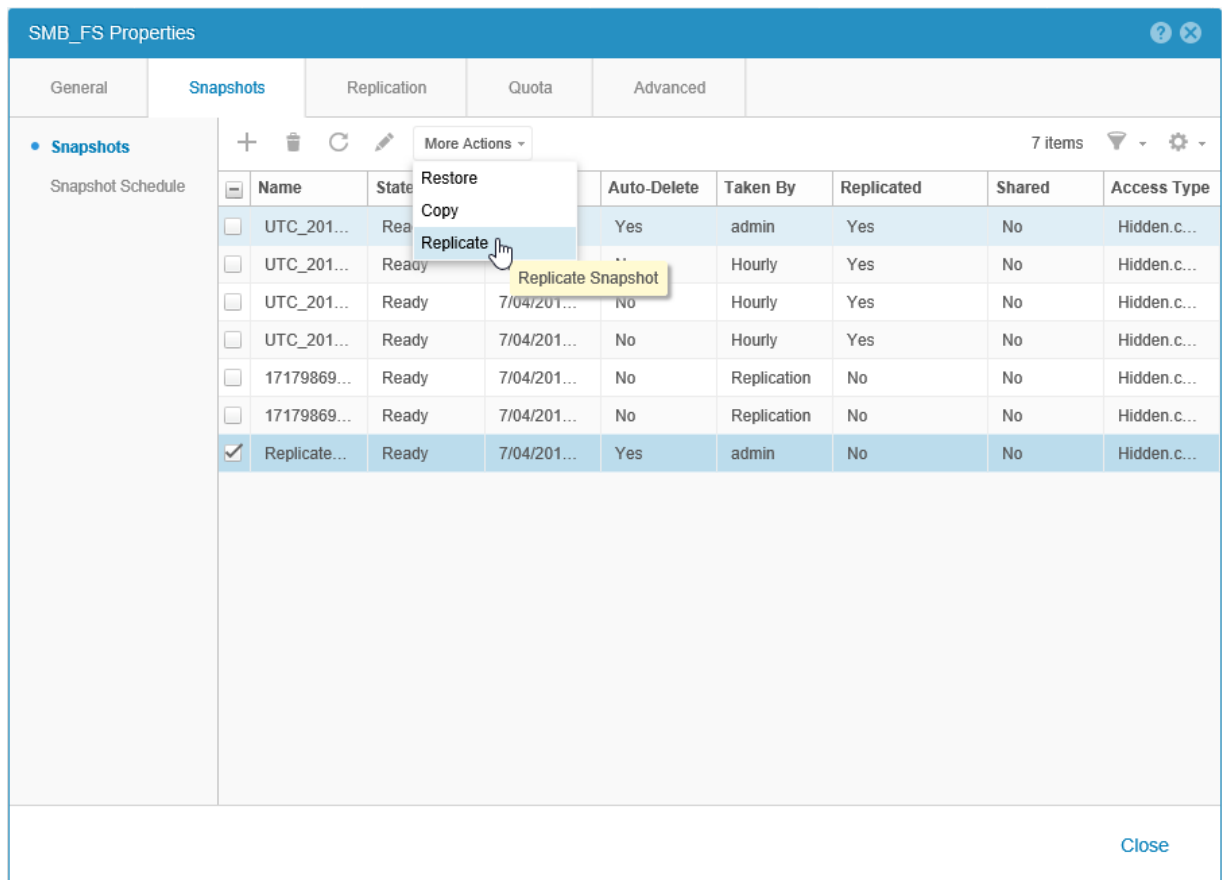 SMB_FS Properties
General Snapshots Replication Quota Advanced
Snapshots
Snapshot Schedule
More Actions 7 items
Restore
Copy
Replicate
Replicate Snapshot
Name State Auto-Delete Taken By Replicated Shared Access Type
UTC_201... Yes admin Yes No Hidden.c...
UTC_201... Ready Hourly Yes No Hidden.c...
UTC_201... Ready 7/04/201... No Hourly Yes No Hidden.c...
UTC_201... Ready 7/04/201... No Hourly Yes No Hidden.c...
17179869... Ready 7/04/201... No Replication No No Hidden.c...
17179869... Ready 7/04/201... No Replication No No Hidden.c...
Replicate... Ready 7/04/201... Yes admin No No Hidden.c...
Close